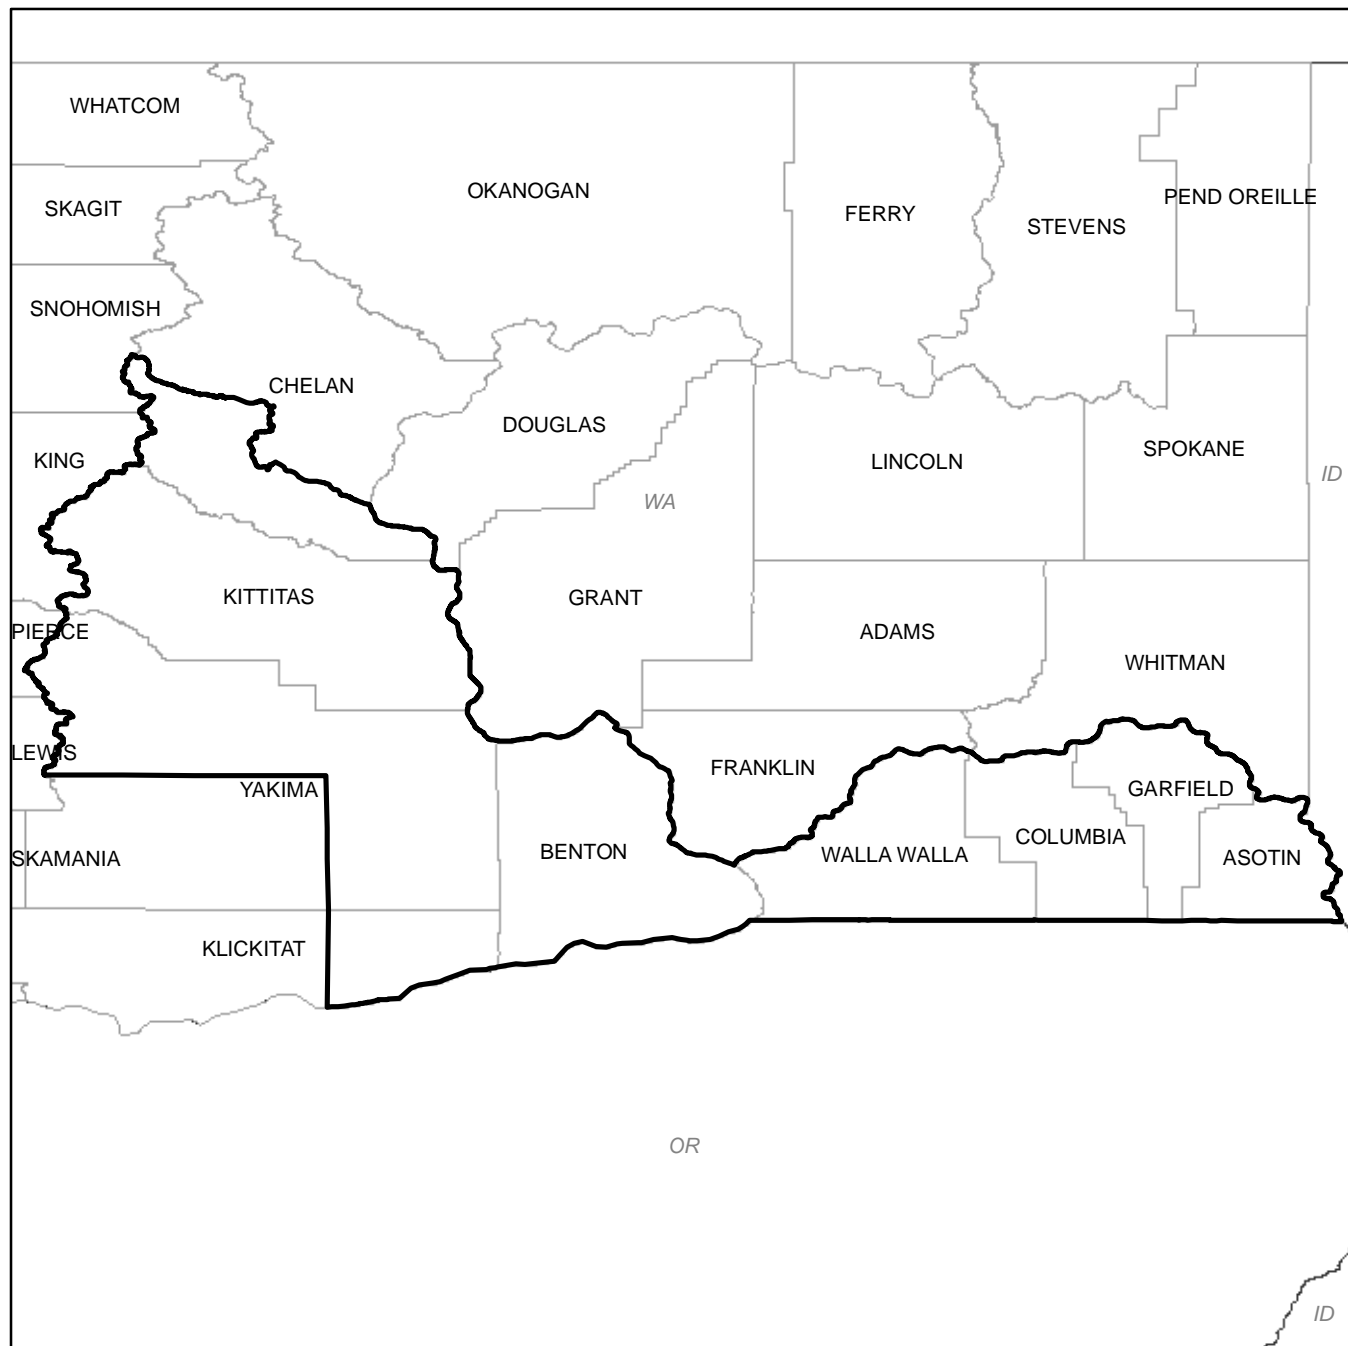 WHATCOM
OKANOGAN
PEND OREILLE
SKAGIT
FERRY
STEVENS
SNOHOMISH
CHELAN
DOUGLAS
SPOKANE
KING
LINCOLN
ID
WA
KITTITAS
GRANT
PIERCE
ADAMS
WHITMAN
LEWIS
FRANKLIN
YAKIMA
GARFIELD
COLUMBIA
BENTON
WALLA WALLA
SKAMANIA
ASOTIN
KLICKITAT
OR
ID